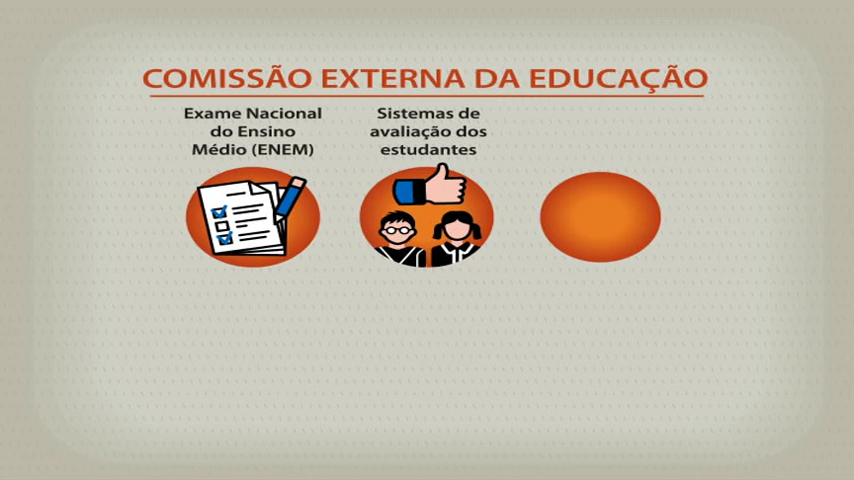 COMISSÃO EXTERNA DA EDUCAÇÃO
Exame Nacional
do Ensino
Médio (ENEM)
Sistemas de
avaliação dos
estudantes